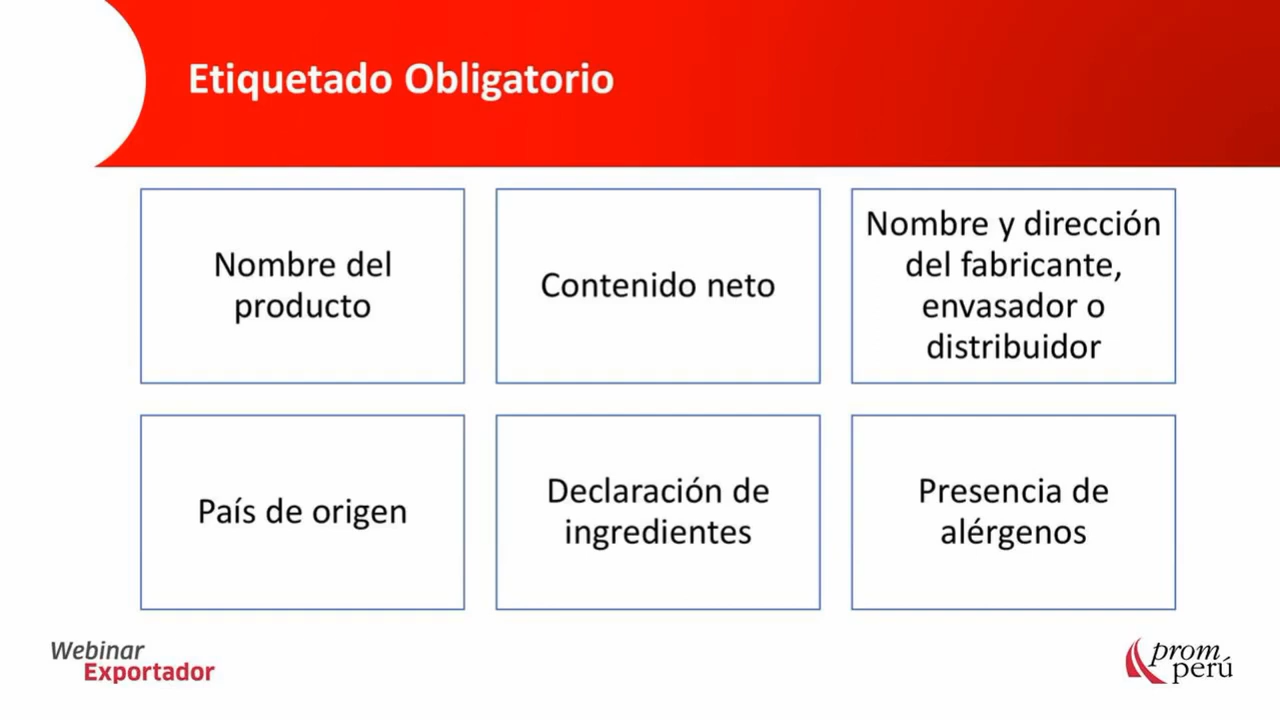 Etiquetado Obligatorio
Nombre del
producto
Contenido neto
Nombre y dirección
del fabricante,
envasador o
distribuidor
País de origen
Declaración de
ingredientes
Presencia de
alérgenos
Webinar
Exportador
prom
perú